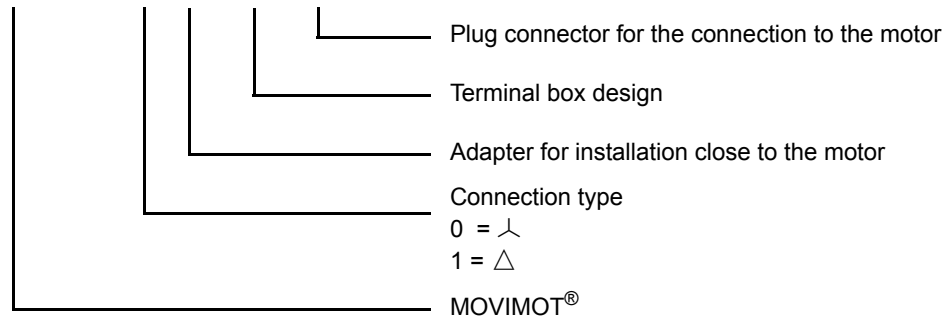 Plug connector for the connection to the motor
Terminal box design
Adapter for installation close to the motor
Connection type
0 = ⅄
1 = △
MOVIMOT®